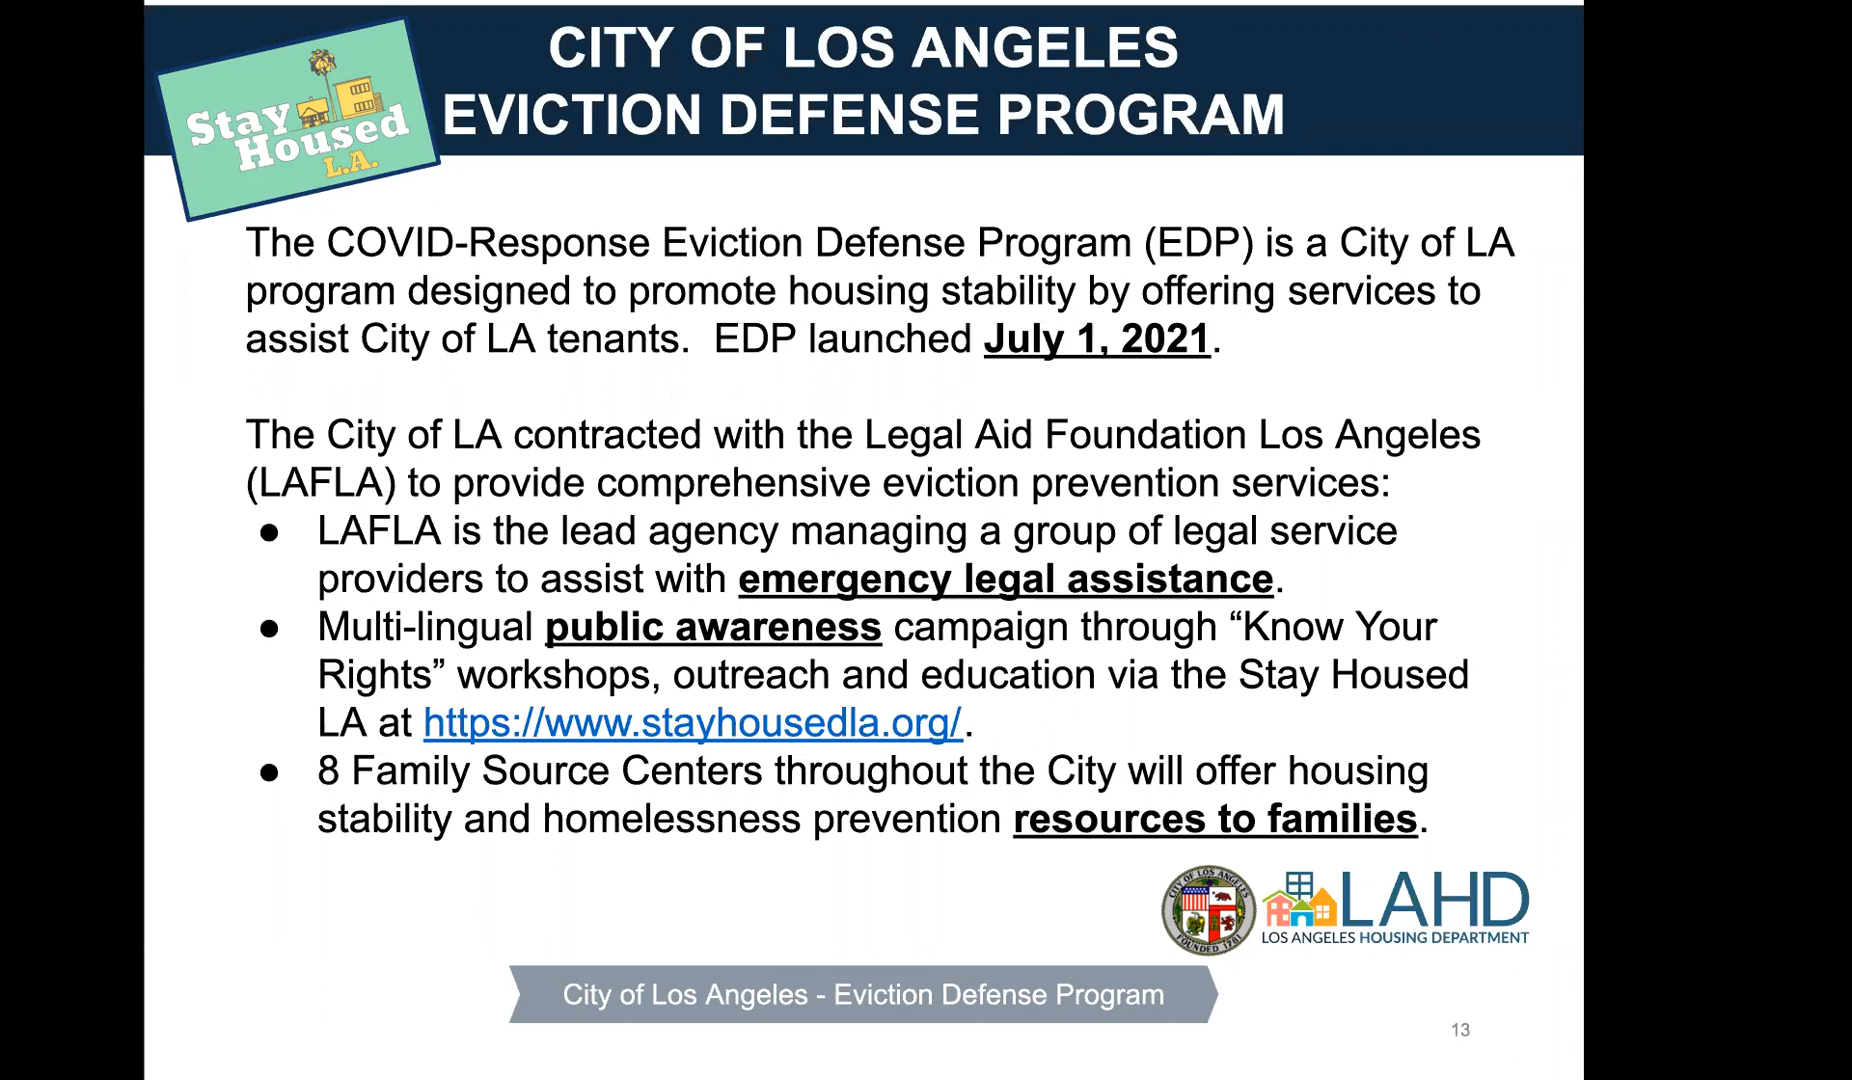 Stay
Housed
L.A.
CITY OF LOS ANGELES
EVICTION DEFENSE PROGRAM
The COVID-Response Eviction Defense Program (EDP) is a City of LA
program designed to promote housing stability by offering services to
assist City of LA tenants.  EDP launched July 1, 2021.
The City of LA contracted with the Legal Aid Foundation Los Angeles
(LAFLA) to provide comprehensive eviction prevention services:
● LAFLA is the lead agency managing a group of legal service
providers to assist with emergency legal assistance.
● Multi-lingual public awareness campaign through “Know Your
Rights” workshops, outreach and education via the Stay Housed
LA at https://www.stayhousedla.org/.
● 8 Family Source Centers throughout the City will offer housing
stability and homelessness prevention resources to families.
CITY OF LOS ANGELES
FOUNDED 1781
LAHD
LOS ANGELES HOUSING DEPARTMENT
City of Los Angeles - Eviction Defense Program
13